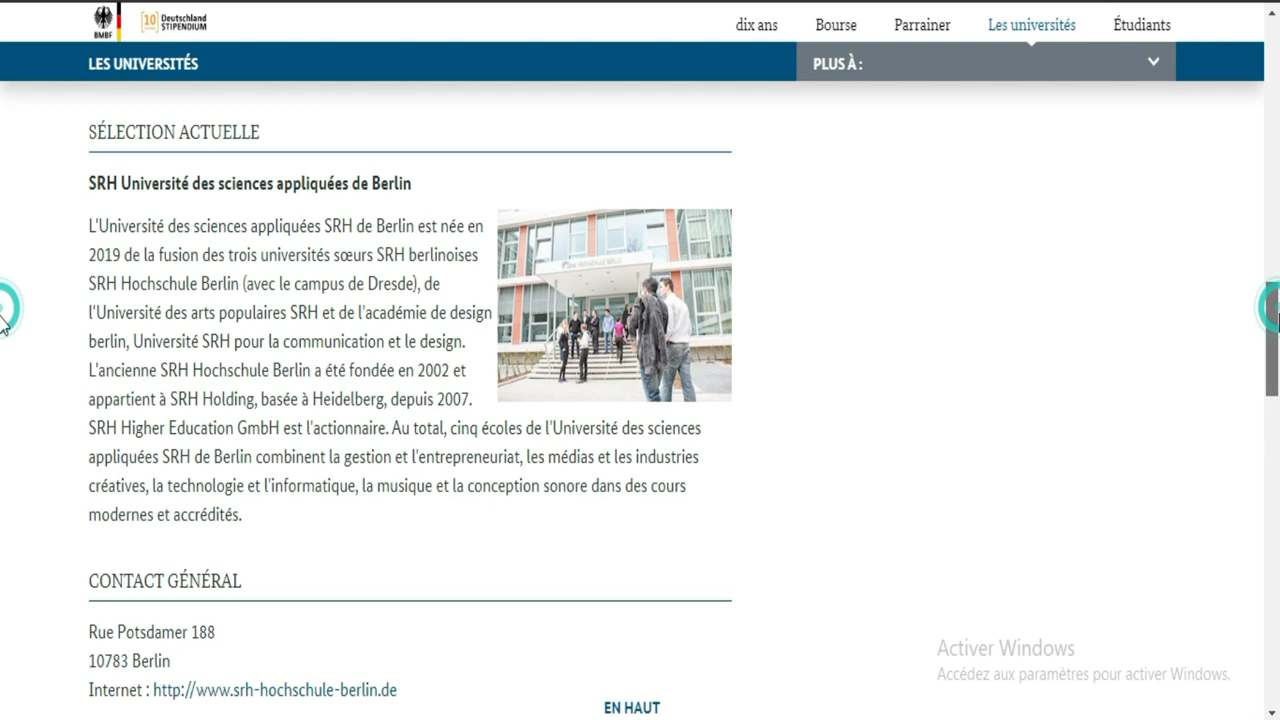 BMBF
10
Deutschland
STIPENDIUM
dix ans
Bourse
Parrainer
Les universités
Étudiants
LES UNIVERSITÉS
PLUS À :
SÉLECTION ACTUELLE
SRH Université des sciences appliquées de Berlin
L'Université des sciences appliquées SRH de Berlin est née en
2019 de la fusion des trois universités sœurs SRH berlinoises
SRH Hochschule Berlin (avec le campus de Dresde), de
l'Université des arts populaires SRH et de l'académie de design
berlin, Université SRH pour la communication et le design.
L'ancienne SRH Hochschule Berlin a été fondée en 2002 et
appartient à SRH Holding, basée à Heidelberg, depuis 2007.
SRH Higher Education GmbH est l'actionnaire. Au total, cinq écoles de l'Université des sciences
appliquées SRH de Berlin combinent la gestion et l'entrepreneuriat, les médias et les industries
créatives, la technologie et l'informatique, la musique et la conception sonore dans des cours
modernes et accrédités.
CONTACT GÉNÉRAL
Rue Potsdamer 188
10783 Berlin
Internet : http://www.srh-hochschule-berlin.de
EN HAUT
Activer Windows
Accédez aux paramètres pour activer Windows.